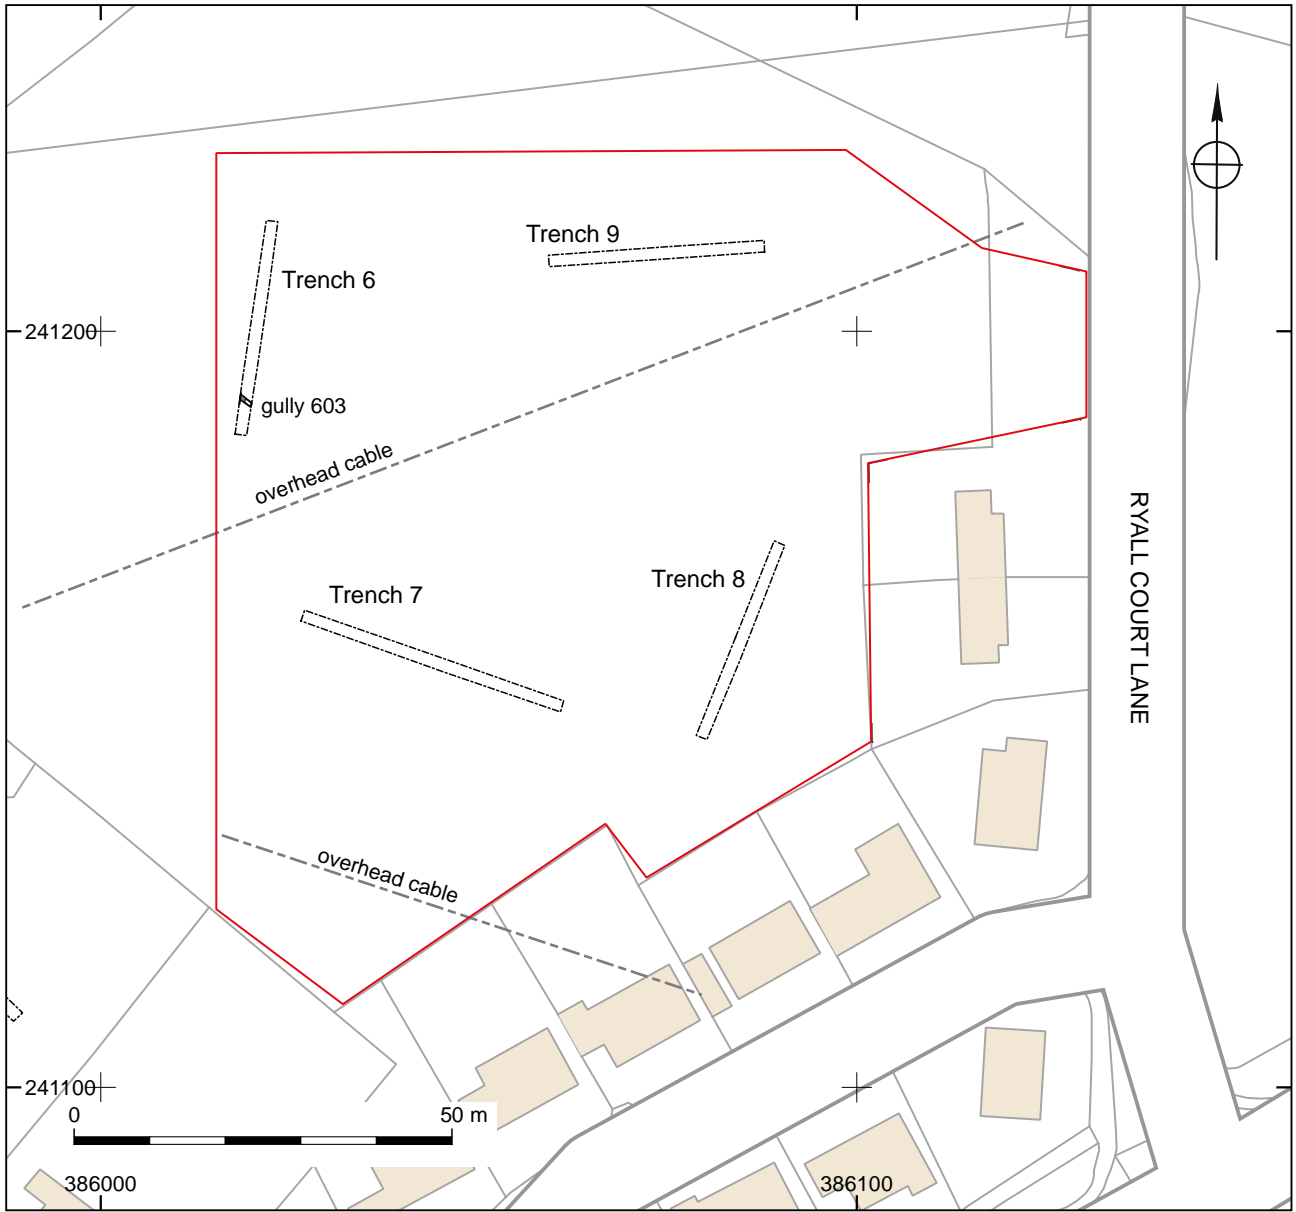 Trench 9
Trench 6
241200
gully 603
overhead cable
RYALL COURT LANE
Trench 8
Trench 7
overhead cable
241100
0
50 m
386000
386100